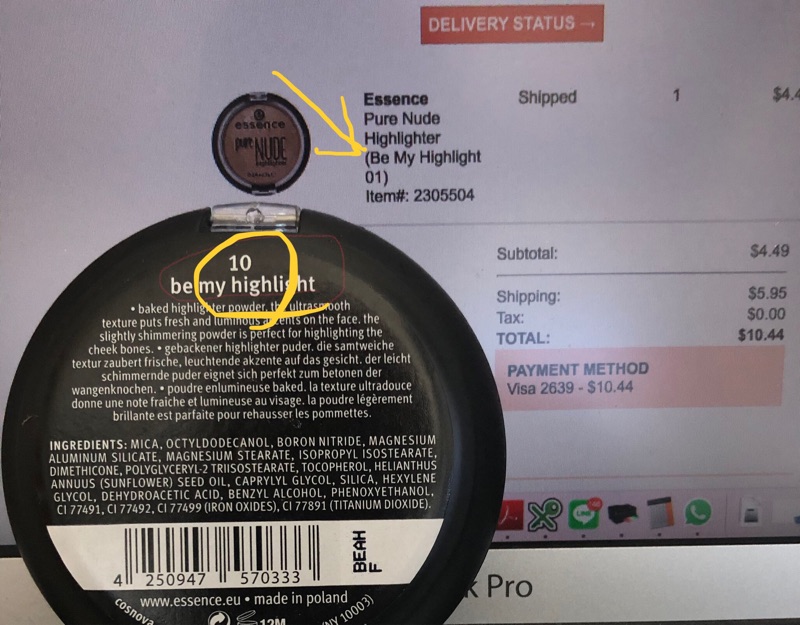 DELIVERY STATUS →
essence
pure NUDE
highlighter
Essence
Pure Nude
Highlighter
(Be My Highlight
01)
Item#: 2305504
Shipped
1
$4.4
Subtotal: $4.49
Shipping: $5.95
Tax: $0.00
TOTAL: $10.44
PAYMENT METHOD
Visa 2639 - $10.44
10
be my highlight
• baked highlighter powder. the ultrasmooth
texture puts fresh and luminous accents on the face. the
slightly shimmering powder is perfect for highlighting the
cheek bones. • gebackener highlighter puder. die samtweiche
textur zaubert frische, leuchtende akzente auf das gesicht. der leicht
schimmernde puder eignet sich perfekt zum betonen der
wangenknochen. • poudre enlumineuse baked. la texture ultradouce
donne une note fraîche et lumineuse au visage. la poudre légèrement
brillante est parfaite pour rehausser les pommettes.
INGREDIENTS: MICA, OCTYLDODECANOL, BORON NITRIDE, MAGNESIUM
ALUMINUM SILICATE, MAGNESIUM STEARATE, ISOPROPYL ISOSTEARATE,
DIMETHICONE, POLYGLYCERYL-2 TRIISOSTEARATE, TOCOPHEROL, HELIANTHUS
ANNUUS (SUNFLOWER) SEED OIL, CAPRYLYL GLYCOL, SILICA, HEXYLENE
GLYCOL, DEHYDROACETIC ACID, BENZYL ALCOHOL, PHENOXYETHANOL,
CI 77491, CI 77492, CI 77499 (IRON OXIDES), CI 77891 (TITANIUM DIOXIDE).
4 250947 570333
BEAH
F
www.essence.eu • made in poland
cosnova
12M
(NY 10003)
LINE
k Pro